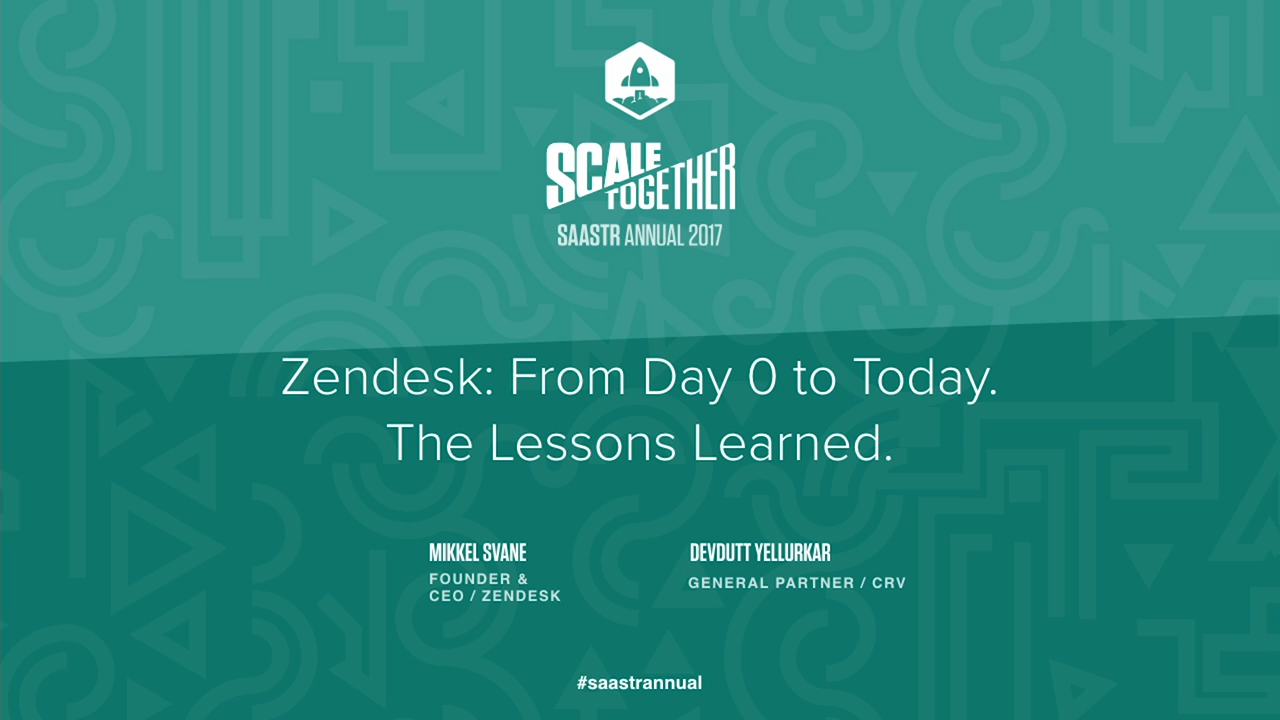 SCALE
TOGETHER
SAASTR ANNUAL 2017
Zendesk: From Day 0 to Today.
The Lessons Learned.
MIKKEL SVANE
FOUNDER &
CEO / ZENDESK
DEVDUTT YELLURKAR
GENERAL PARTNER / CRV
#saastrannual